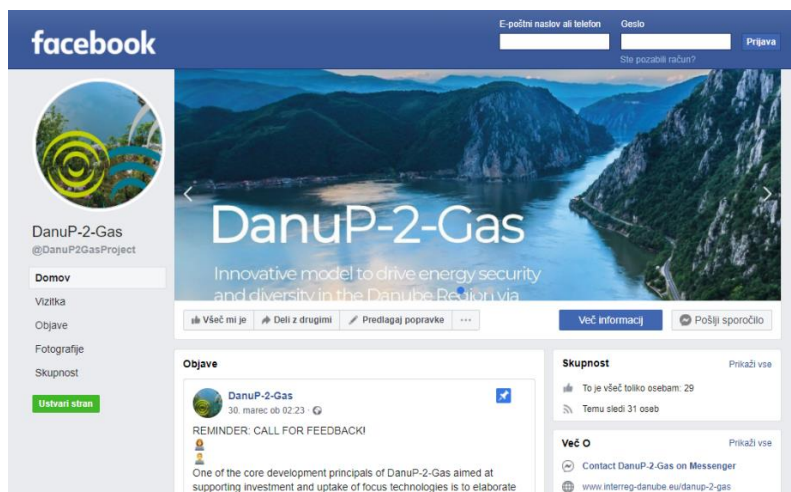 facebook
E-poštni naslov ali telefon
Geslo
Prijava
Ste pozabili račun?
DanuP-2-Gas
@DanuP2GasProject
Domov
Vizitka
Objave
Fotografije
Skupnost
Ustvari stran
DanuP-2-Gas
Innovative model to drive energy security
and diversity in the Danube Region via
Všeč mi je
Deli z drugimi
Predlagaj popravke
Več informacij
Pošlji sporočilo
Objave
DanuP-2-Gas
30. marec ob 02:23
REMINDER: CALL FOR FEEDBACK!
One of the core development principals of DanuP-2-Gas aimed at
supporting investment and uptake of focus technologies is to elaborate
Skupnost
Prikaži vse
To je všeč toliko osebam: 29
Temu sledi 31 oseb
Več O
Prikaži vse
Contact DanuP-2-Gas on Messenger
www.interreg-danube.eu/danup-2-gas